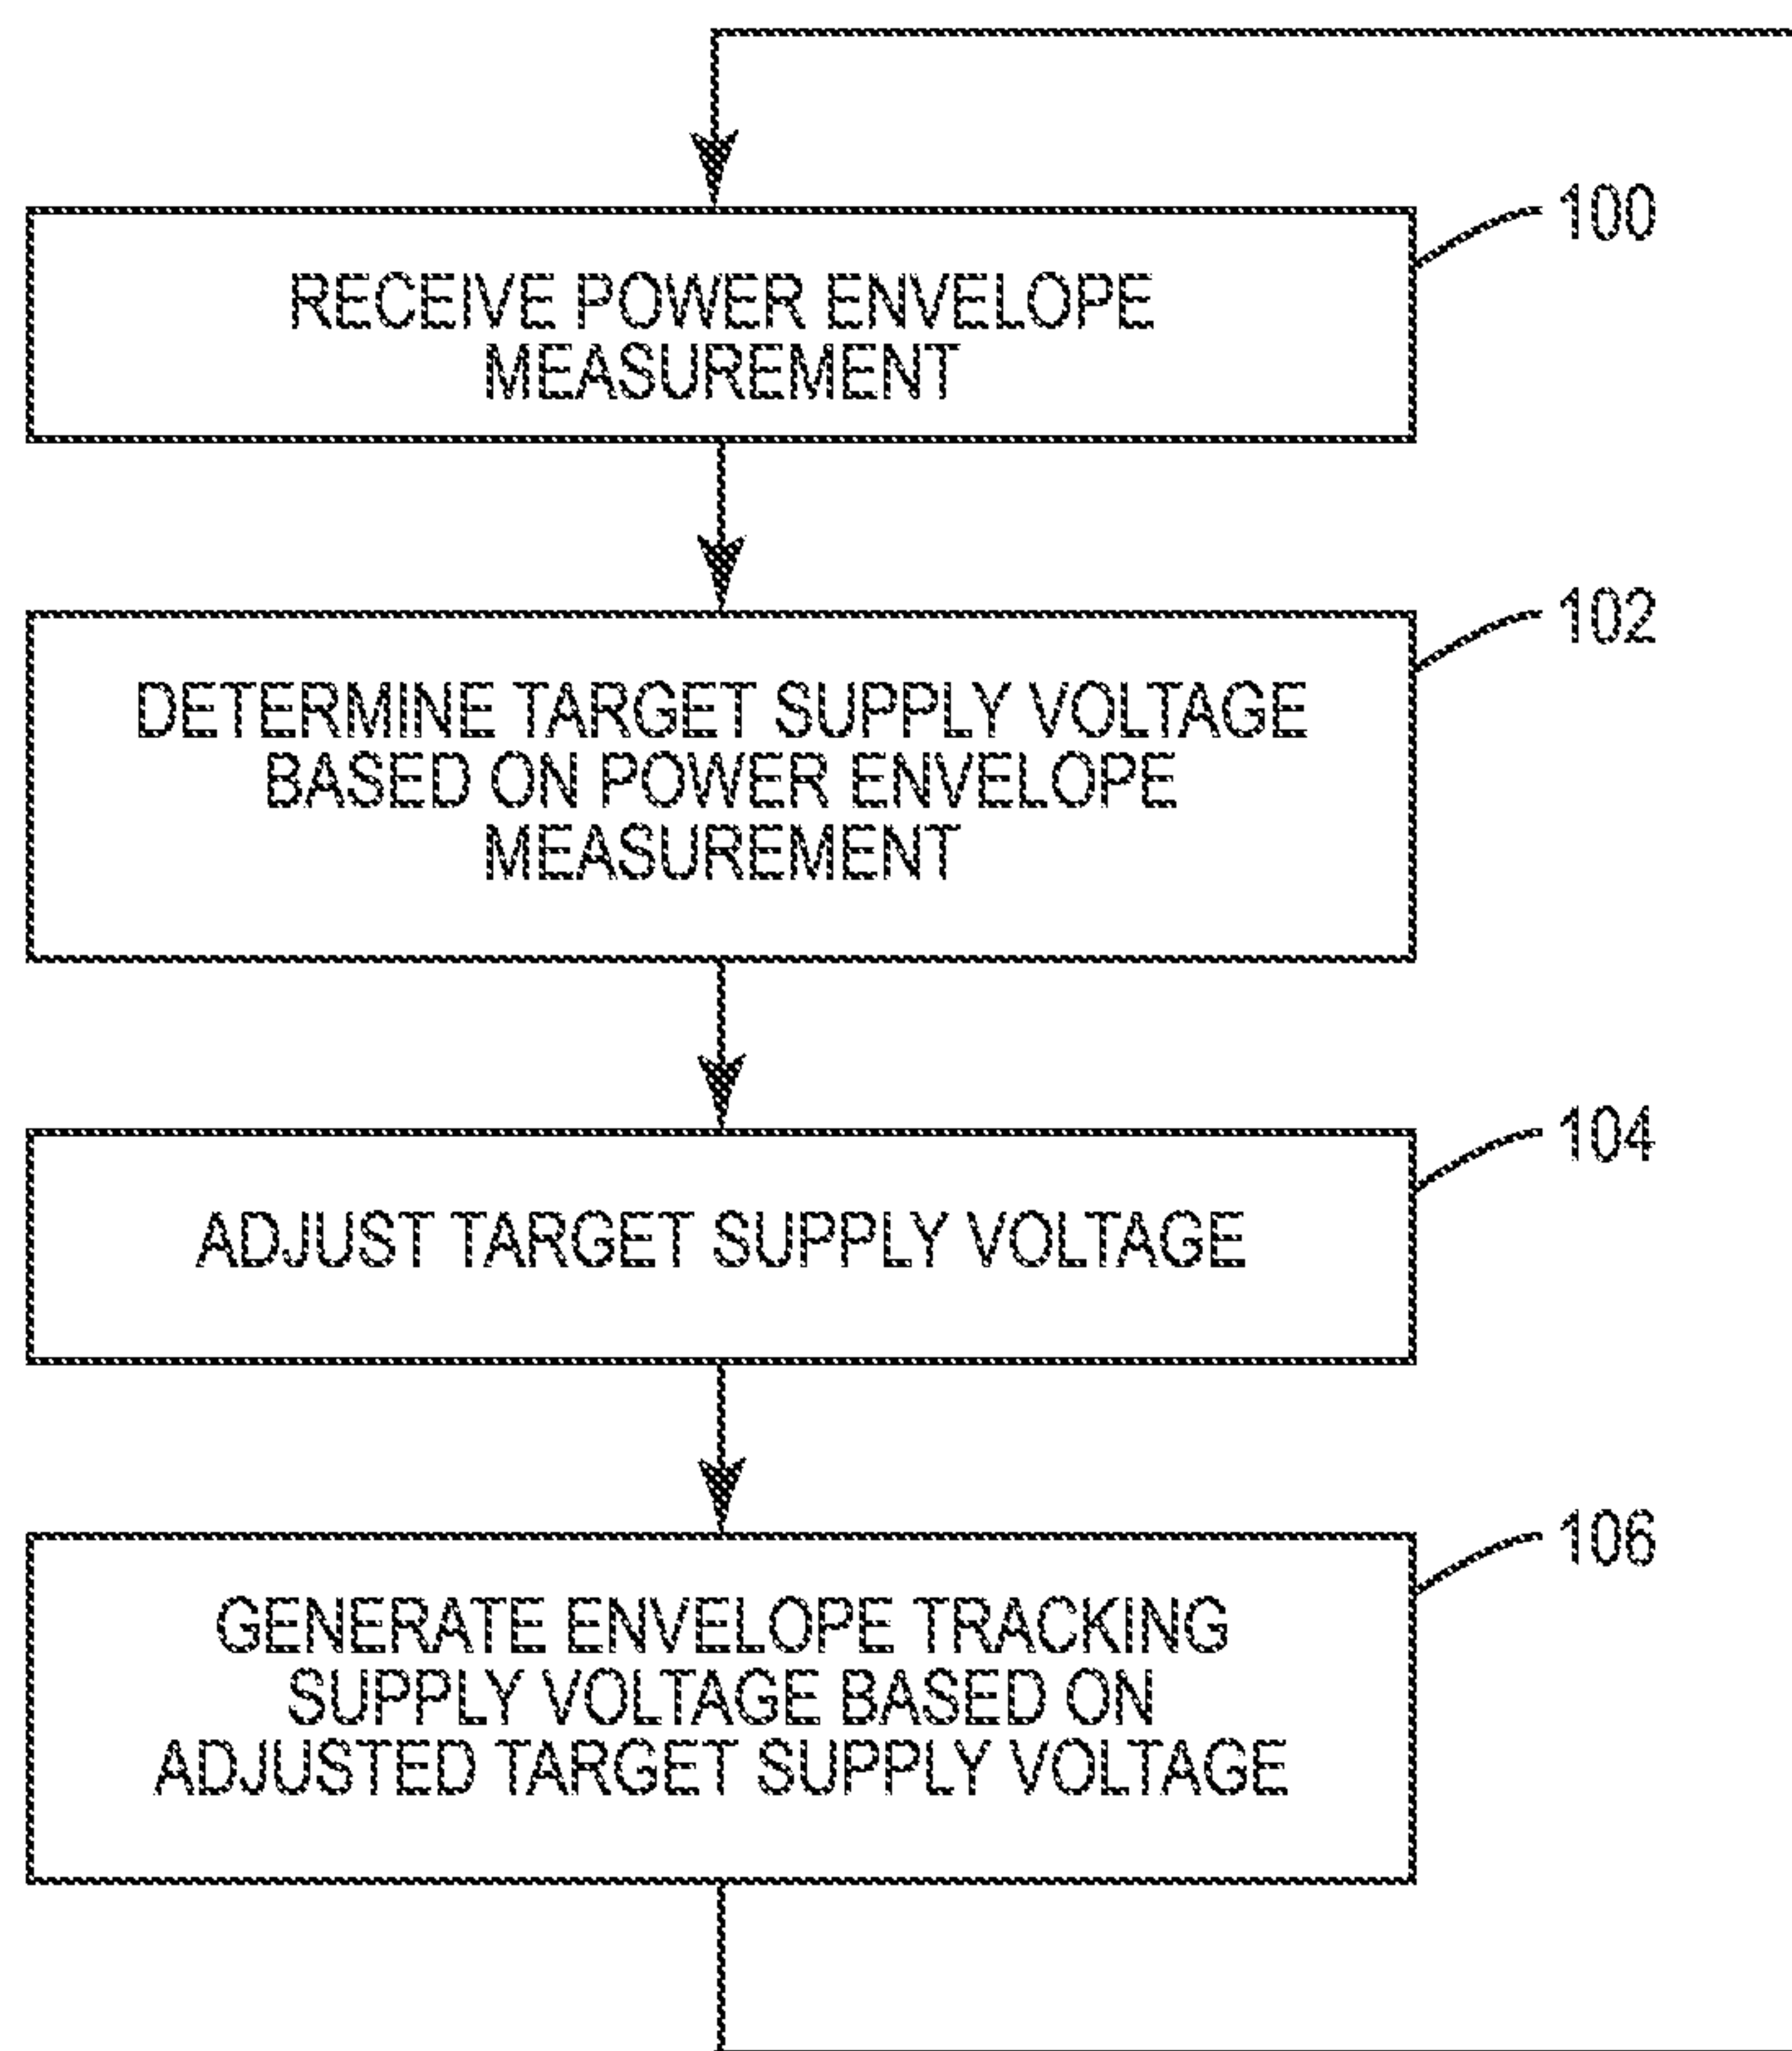 100
RECEIVE POWER ENVELOPE
MEASUREMENT
102
DETERMINE TARGET SUPPLY VOLTAGE
BASED ON POWER ENVELOPE
MEASUREMENT
104
ADJUST TARGET SUPPLY VOLTAGE
106
GENERATE ENVELOPE TRACKING
SUPPLY VOLTAGE BASED ON
ADJUSTED TARGET SUPPLY VOLTAGE